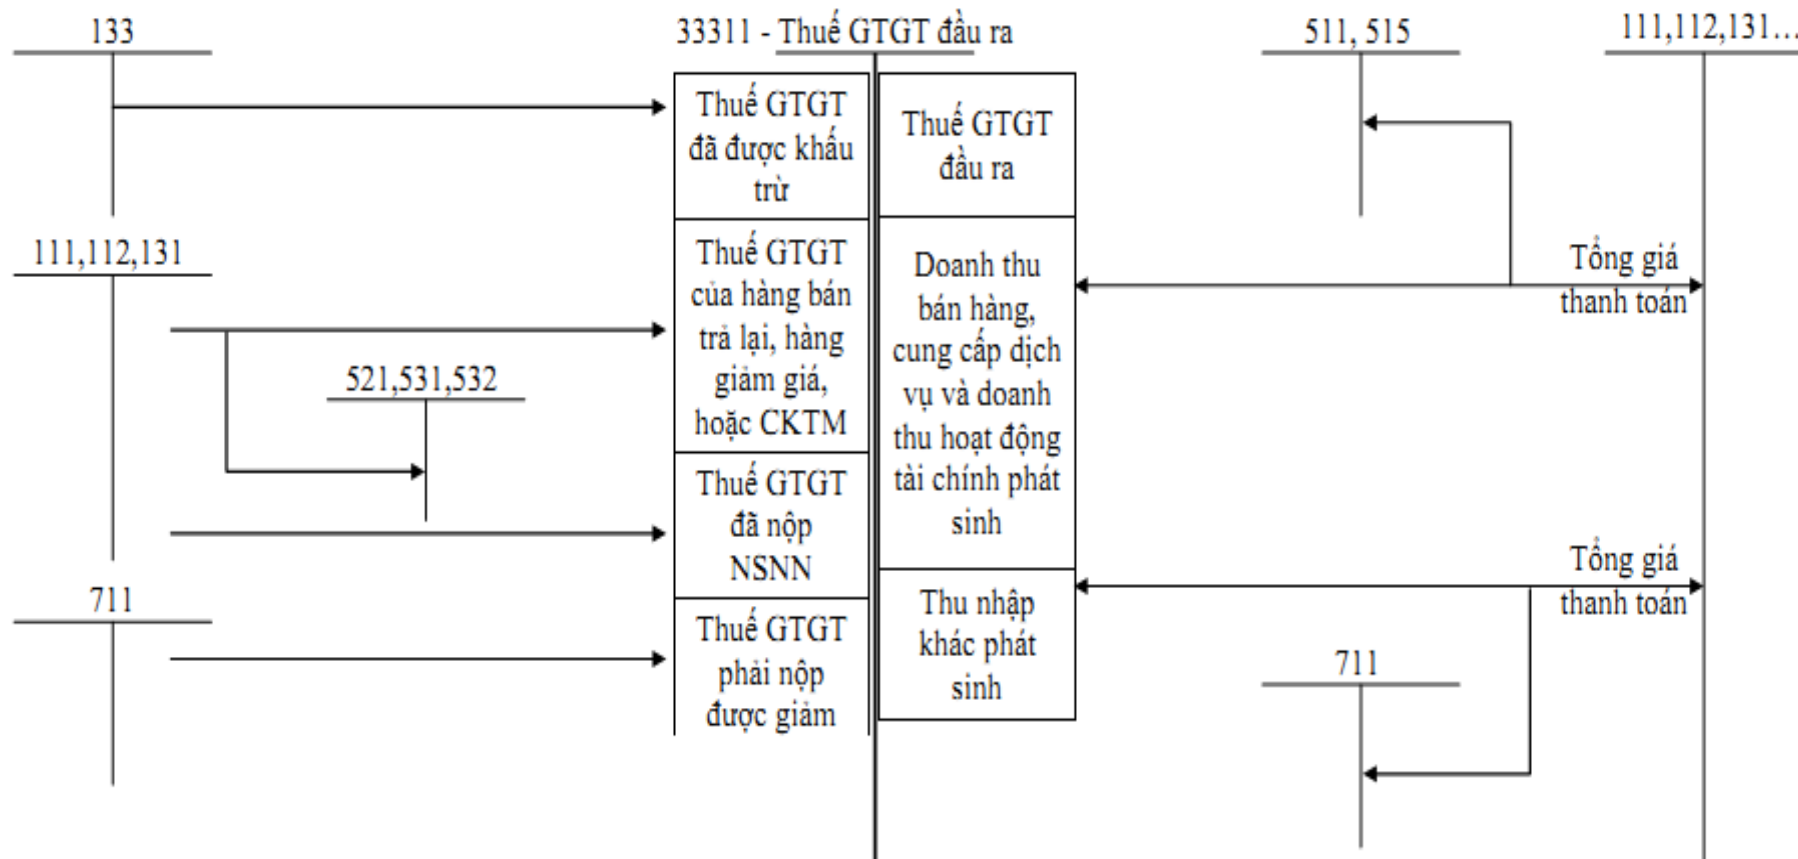 133
33311 - Thuế GTGT đầu ra
511, 515
111,112,131...
Thuế GTGT
đã được khấu
trừ
Thuế GTGT
đầu ra
111,112,131
Thuế GTGT
của hàng bán
trả lại, hàng
giảm giá,
hoặc CKTM
Doanh thu
bán hàng,
cung cấp dịch
vụ và doanh
thu hoạt động
tài chính phát
sinh
Tổng giá
thanh toán
521,531,532
Thuế GTGT
đã nộp
NSNN
Tổng giá
thanh toán
711
Thuế GTGT
phải nộp
được giảm
Thu nhập
khác phát
sinh
711